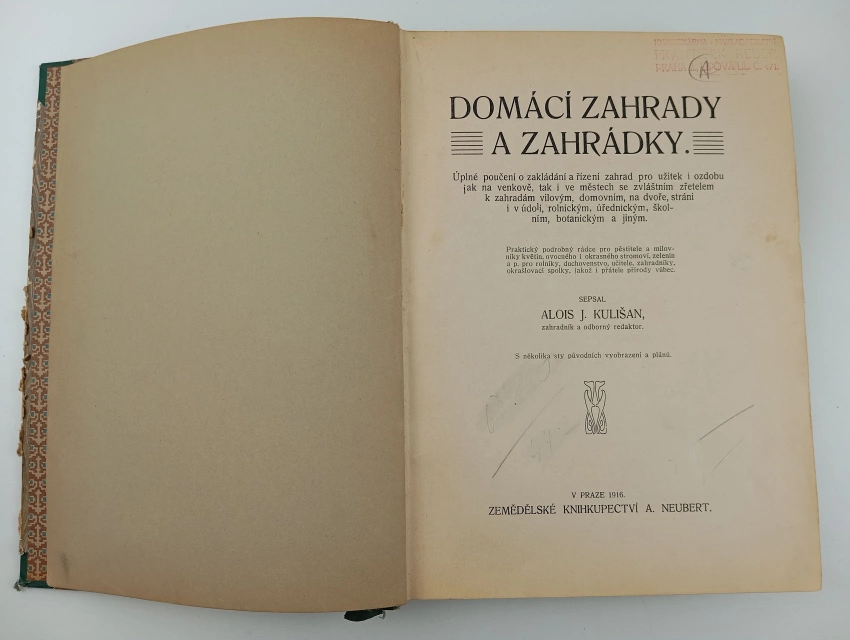 A
DOMÁCÍ ZAHRADY
A ZAHRÁDKY.
Úplné poučení o zakládání a řízení zahrad pro užitek i ozdobu
jak na venkově, tak i ve městech se zvláštním zřetelem
k zahradám vilovým, domovním, na dvoře, stráni
i v údolí, rolnickým, úřednickým, škol-
ním, botanickým a jiným.
Praktický podrobný rádce pro pěstitele a milov-
níky květin, ovocného i okrasného stromoví, zelenin
a p. pro rolníky, duchovenstvo, učitele, zahradníky,
okrašlovací spolky, jakož i přátele přírody vůbec.
SEPSAL
ALOIS J. KULIŠAN,
zahradník a odborný redaktor.
S několika sty původních vyobrazení a plánů.
V PRAZE 1916.
ZEMĚDĚLSKÉ KNIHKUPECTVÍ A. NEUBERT.